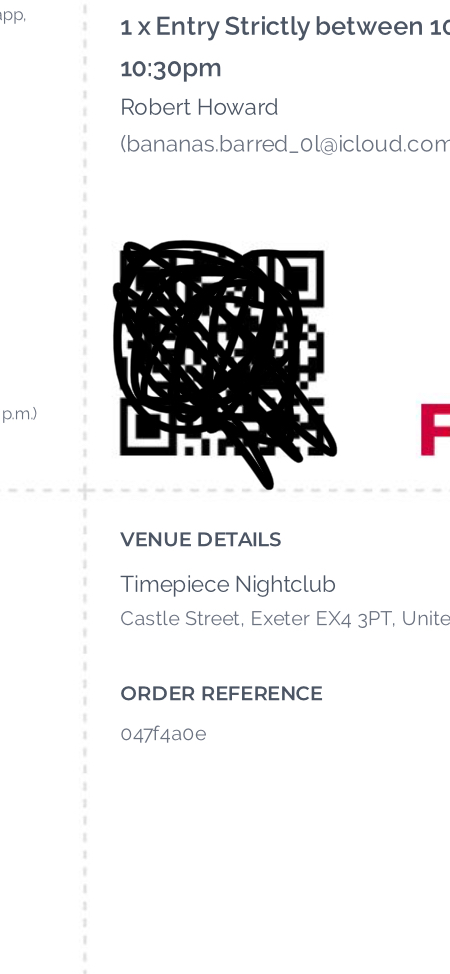 app,
1 x Entry Strictly between 10
10:30pm
Robert Howard
(bananas.barred_0l@icloud.com
p.m.)
VENUE DETAILS
Timepiece Nightclub
Castle Street, Exeter EX4 3PT, Unite
ORDER REFERENCE
047f4a0e